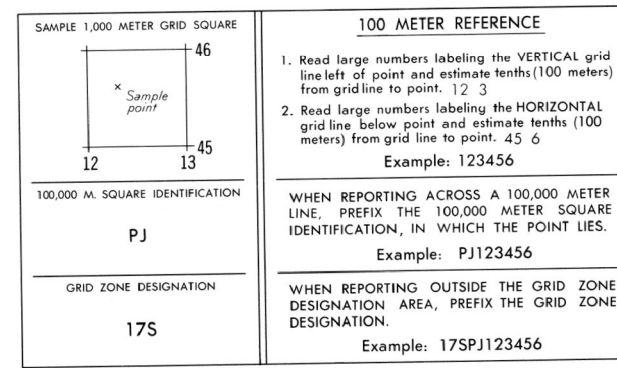 SAMPLE 1,000 METER GRID SQUARE
46
×
Sample
point
45
12
13
100,000 M. SQUARE IDENTIFICATION
PJ
GRID ZONE DESIGNATION
17S
100 METER REFERENCE
1. Read large numbers labeling the VERTICAL grid
line left of point and estimate tenths (100 meters)
from grid line to point. 12 3
2. Read large numbers labeling the HORIZONTAL
grid line below point and estimate tenths (100
meters) from grid line to point. 45 6
Example: 123456
WHEN REPORTING ACROSS A 100,000 METER
LINE, PREFIX THE 100,000 METER SQUARE
IDENTIFICATION, IN WHICH THE POINT LIES.
Example: PJ123456
WHEN REPORTING OUTSIDE THE GRID ZONE
DESIGNATION AREA, PREFIX THE GRID ZONE
DESIGNATION.
Example: 17SPJ123456